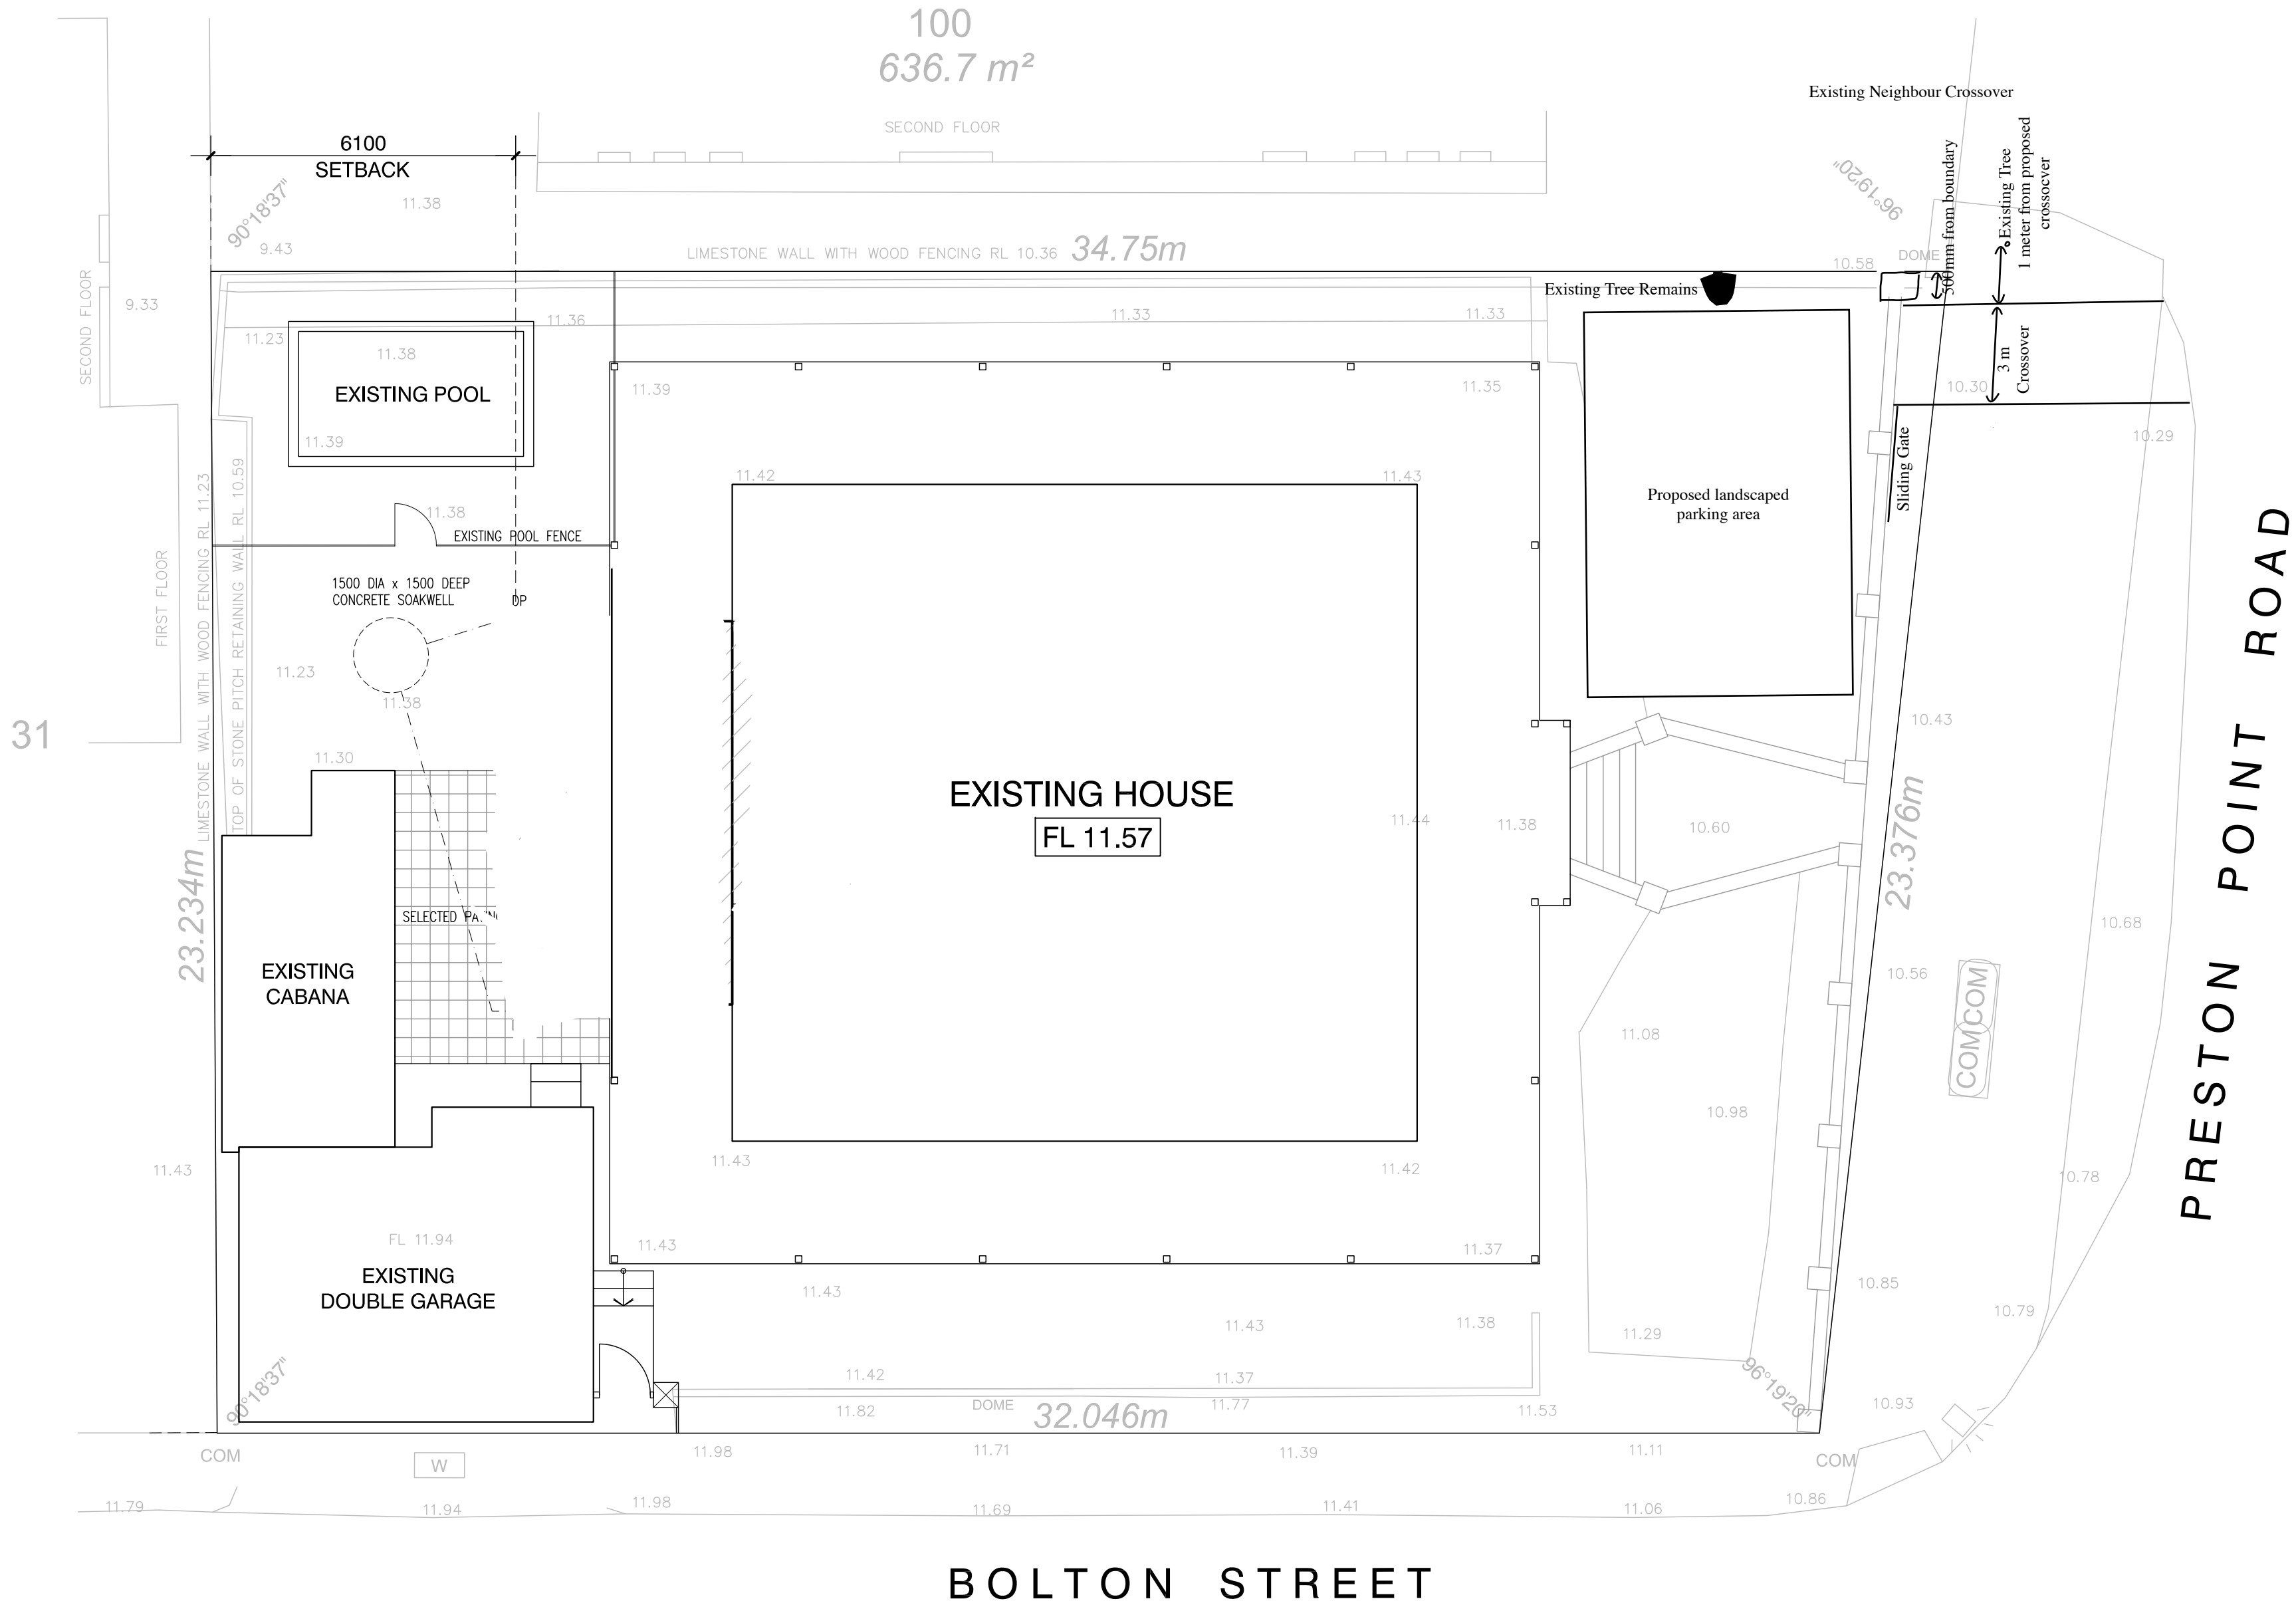 100
636.7 m²
Existing Neighbour Crossover
SECOND FLOOR
6100
SETBACK
90°18'37"
11.38
9.43
96°19'20"
500mm from boundary
Existing Tree
1 meter from proposed
crossocver
LIMESTONE WALL WITH WOOD FENCING RL 10.36
34.75m
10.58
DOME
SECOND FLOOR
9.33
Existing Tree Remains
11.36
11.33
11.33
11.23
11.38
EXISTING POOL
11.39
11.39
11.35
3 m
Crossover
10.30
10.29
Sliding Gate
11.42
11.43
Proposed landscaped
parking area
11.38
EXISTING POOL FENCE
1500 DIA x 1500 DEEP
CONCRETE SOAKWELL
DP
FIRST FLOOR
LIMESTONE WALL WITH WOOD FENCING RL 11.23
TOP OF STONE PITCH RETAINING WALL RL 10.59
11.23
11.38
31
11.30
10.43
EXISTING HOUSE
FL 11.57
11.44
11.38
10.60
23.376m
PRESTON POINT ROAD
23.234m
SELECTED
10.68
EXISTING
CABANA
10.56
COM
COM
11.08
10.98
11.43
11.43
11.42
10.78
FL 11.94
EXISTING
DOUBLE GARAGE
11.43
11.37
11.43
10.85
10.79
11.43
11.38
11.29
90°18'37"
11.42
11.37
96°19'20"
DOME
32.046m
11.82
11.77
11.53
10.93
COM
W
11.98
11.71
11.39
11.11
COM
11.79
11.94
11.98
11.69
11.41
11.06
10.86
BOLTON STREET